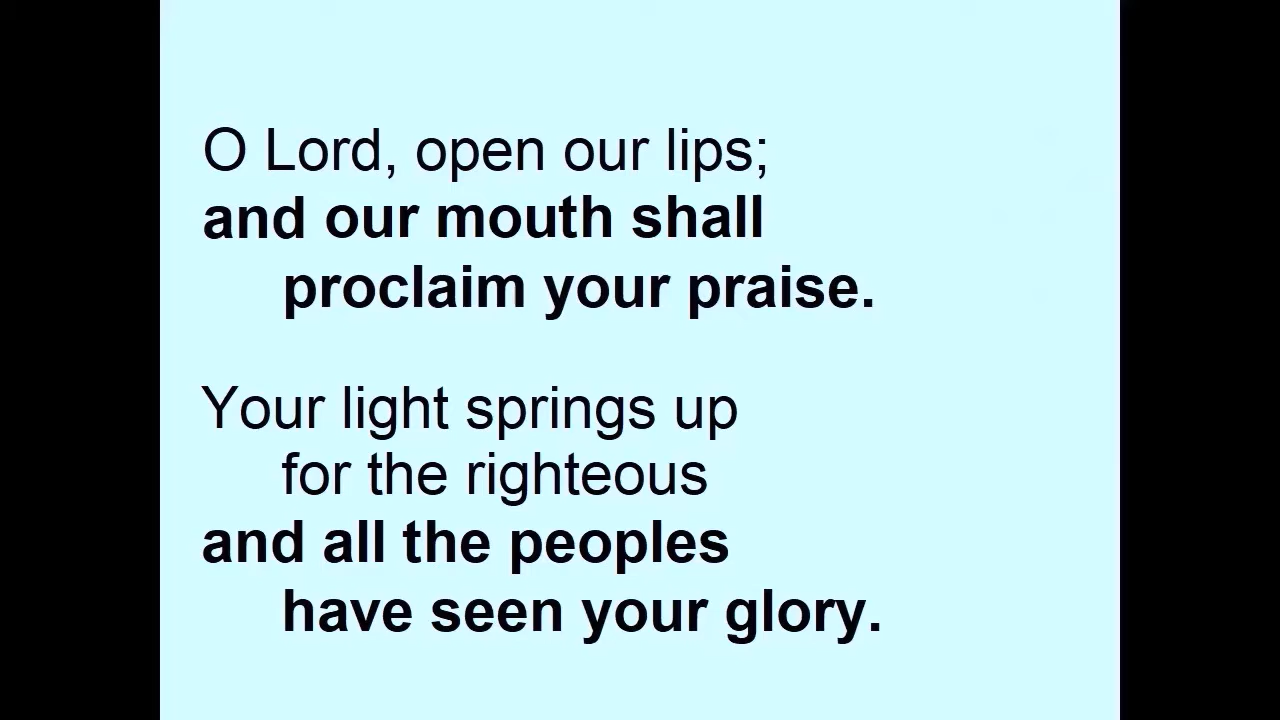 O Lord, open our lips;
and our mouth shall
proclaim your praise.
Your light springs up
for the righteous
and all the peoples
have seen your glory.